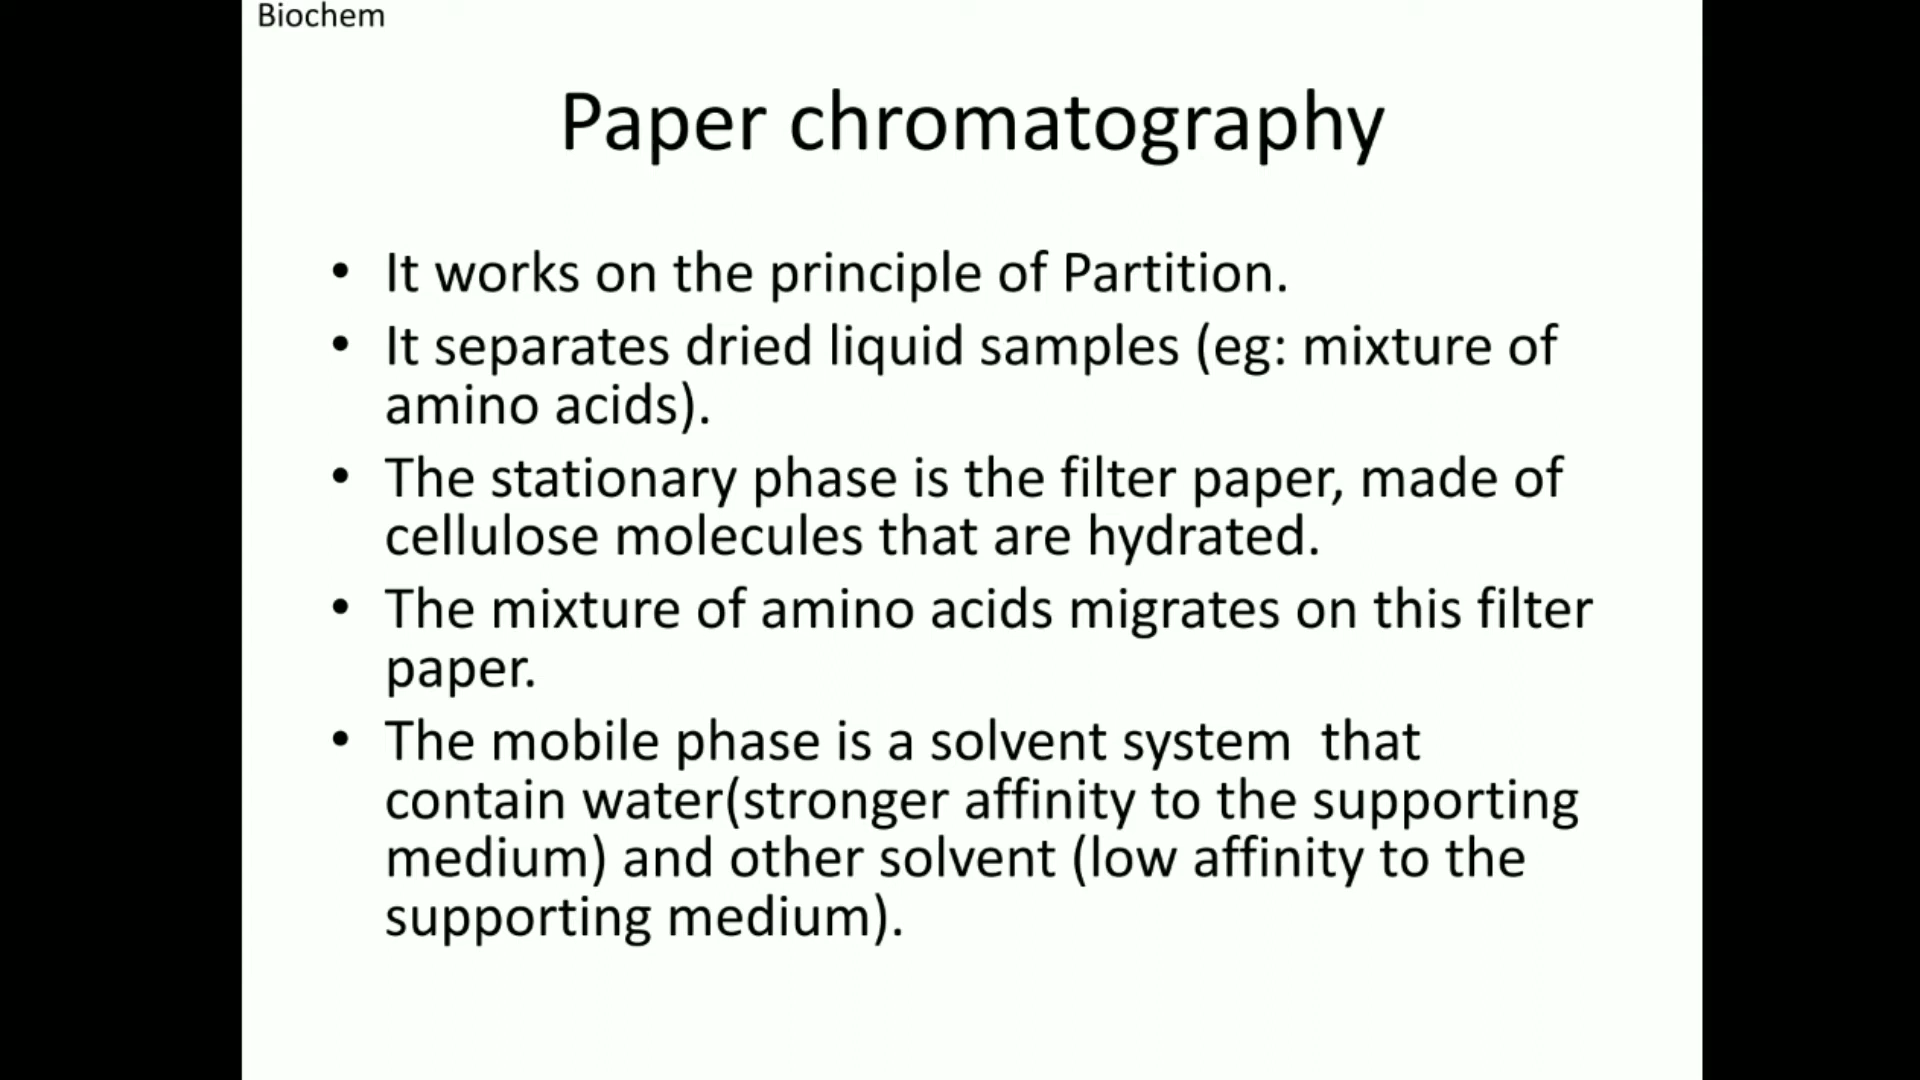 Biochem
Paper chromatography
• It works on the principle of Partition.
• It separates dried liquid samples (eg: mixture of
amino acids).
• The stationary phase is the filter paper, made of
cellulose molecules that are hydrated.
• The mixture of amino acids migrates on this filter
paper.
• The mobile phase is a solvent system  that
contain water(stronger affinity to the supporting
medium) and other solvent (low affinity to the
supporting medium).